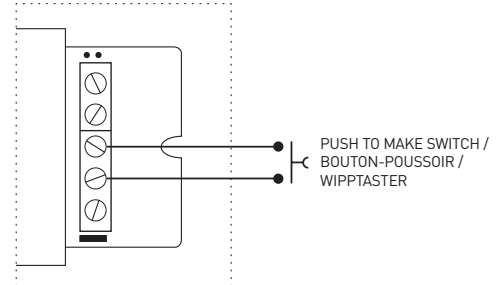 PUSH TO MAKE SWITCH /
BOUTON-POUSSOIR /
WIPPTASTER